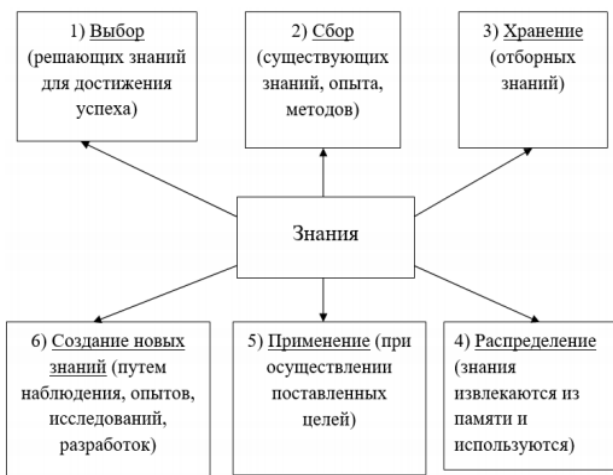 1) Выбор
(решающих знаний
для достижения
успеха)
2) Сбор
(существующих
знаний, опыта,
методов)
3) Хранение
(отборных
знаний)
Знания
6) Создание новых
знаний (путем
наблюдения, опытов,
исследований,
разработок)
5) Применение (при
осуществлении
поставленных
целей)
4) Распределение
(знания
извлекаются из
памяти и
используются)